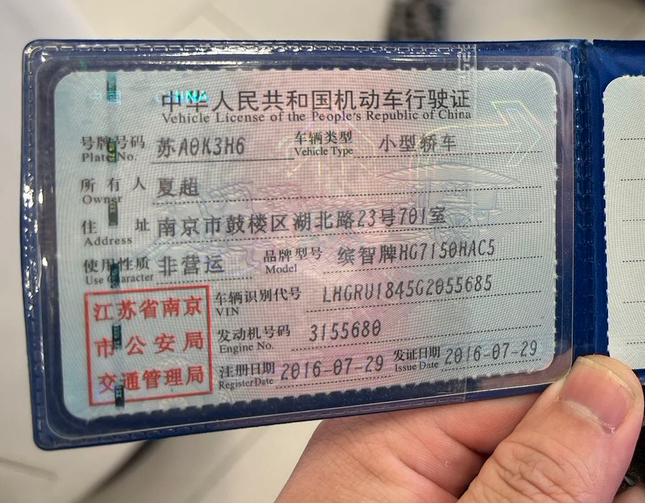 中华人民共和国机动车行驶证
Vehicle License of the People's Republic of China
号牌号码 苏A0K3H6 车辆类型 小型轿车
Plate No. Vehicle Type
所有人 夏超
Owner
住址 南京市鼓楼区湖北路23号701室
Address
使用性质 非营运 品牌型号 缤智牌HG7150HAC5
Use Character Model
江苏省南京
市公安局
交通管理局
车辆识别代号 LHGRU1845G2055685
VIN
发动机号码 3155680
Engine No.
注册日期 2016-07-29 发证日期 2016-07-29
Register Date Issue Date